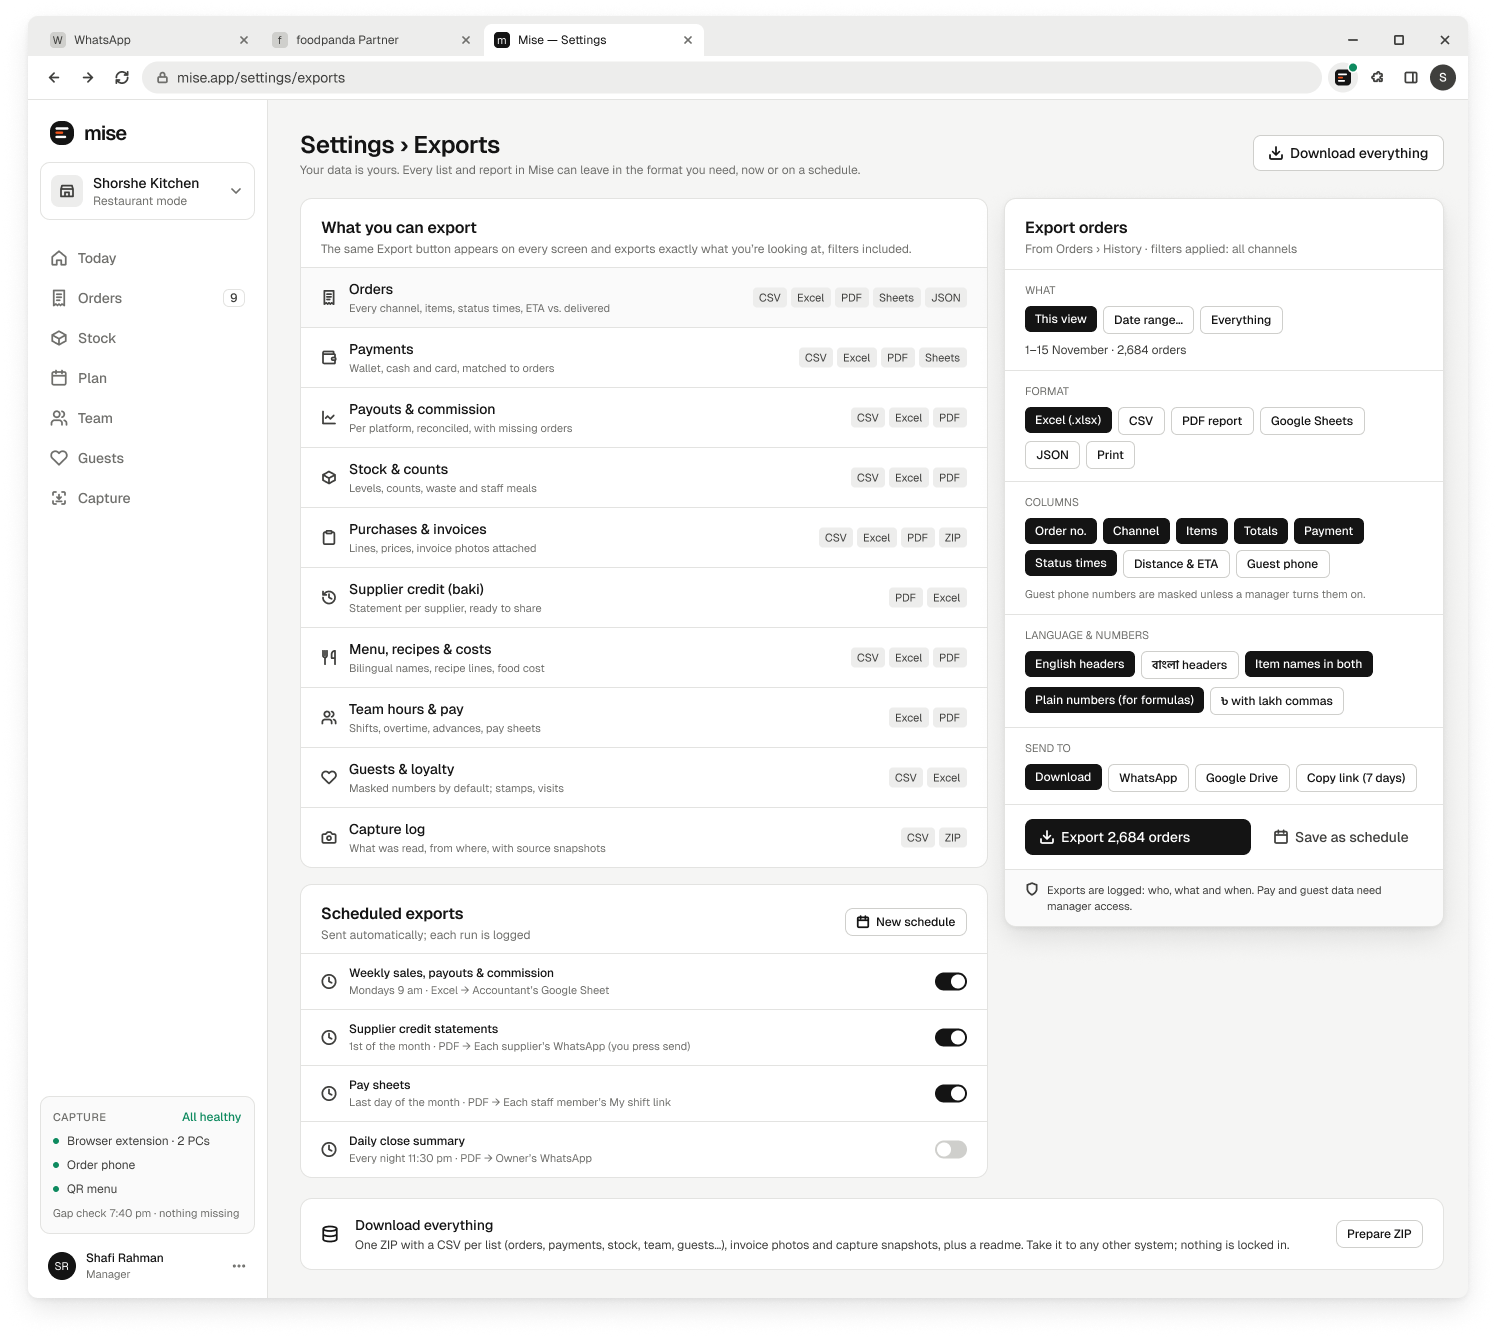 W WhatsApp
f foodpanda Partner
m Mise — Settings
mise.app/settings/exports
S
mise
Shorshe Kitchen
Restaurant mode
Today
Orders 9
Stock
Plan
Team
Guests
Capture
CAPTURE All healthy
Browser extension · 2 PCs
Order phone
QR menu
Gap check 7:40 pm · nothing missing
SR
Shafi Rahman
Manager
Settings › Exports
Your data is yours. Every list and report in Mise can leave in the format you need, now or on a schedule.
Download everything
What you can export
The same Export button appears on every screen and exports exactly what you're looking at, filters included.
Orders
Every channel, items, status times, ETA vs. delivered
CSV Excel PDF Sheets JSON
Payments
Wallet, cash and card, matched to orders
CSV Excel PDF Sheets
Payouts & commission
Per platform, reconciled, with missing orders
CSV Excel PDF
Stock & counts
Levels, counts, waste and staff meals
CSV Excel PDF
Purchases & invoices
Lines, prices, invoice photos attached
CSV Excel PDF ZIP
Supplier credit (baki)
Statement per supplier, ready to share
PDF Excel
Menu, recipes & costs
Bilingual names, recipe lines, food cost
CSV Excel PDF
Team hours & pay
Shifts, overtime, advances, pay sheets
Excel PDF
Guests & loyalty
Masked numbers by default; stamps, visits
CSV Excel
Capture log
What was read, from where, with source snapshots
CSV ZIP
Scheduled exports
Sent automatically; each run is logged
New schedule
Weekly sales, payouts & commission
Mondays 9 am · Excel → Accountant's Google Sheet
Supplier credit statements
1st of the month · PDF → Each supplier's WhatsApp (you press send)
Pay sheets
Last day of the month · PDF → Each staff member's My shift link
Daily close summary
Every night 11:30 pm · PDF → Owner's WhatsApp
Export orders
From Orders › History · filters applied: all channels
WHAT
This view Date range… Everything
1–15 November · 2,684 orders
FORMAT
Excel (.xlsx) CSV PDF report Google Sheets
JSON Print
COLUMNS
Order no. Channel Items Totals Payment
Status times Distance & ETA Guest phone
Guest phone numbers are masked unless a manager turns them on.
LANGUAGE & NUMBERS
English headers বাংলা headers Item names in both
Plain numbers (for formulas) ৳ with lakh commas
SEND TO
Download WhatsApp Google Drive Copy link (7 days)
Export 2,684 orders
Save as schedule
Exports are logged: who, what and when. Pay and guest data need
manager access.
Download everything
One ZIP with a CSV per list (orders, payments, stock, team, guests…), invoice photos and capture snapshots, plus a readme. Take it to any other system; nothing is locked in.
Prepare ZIP